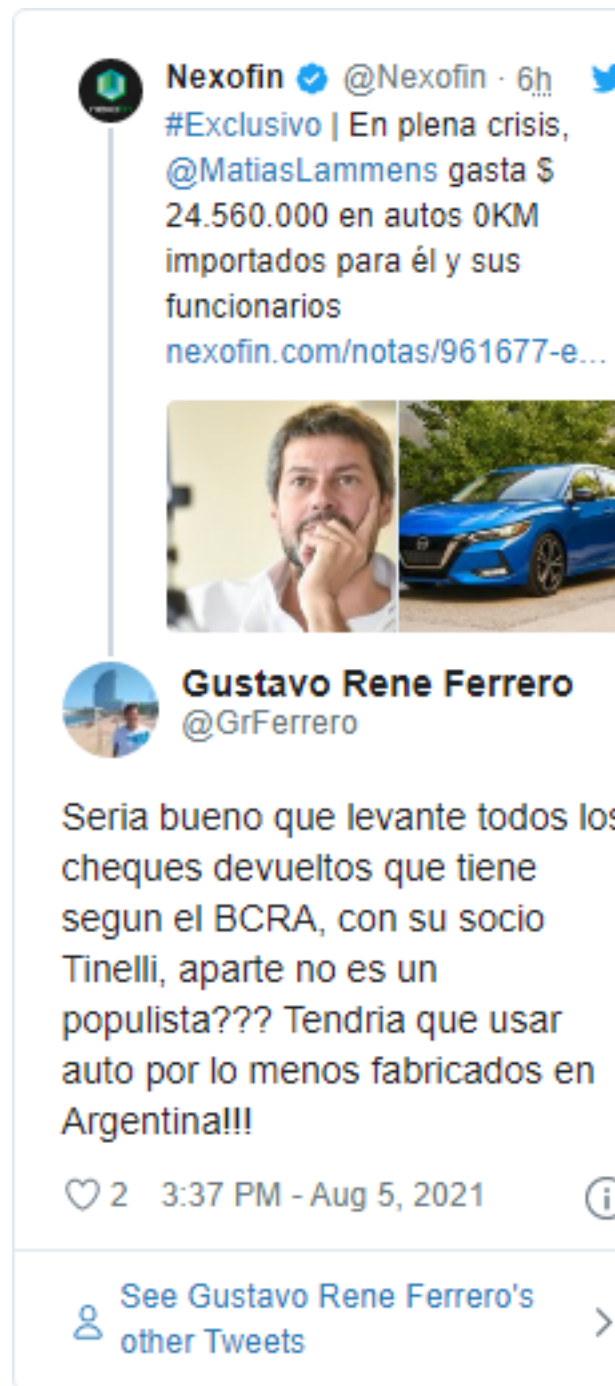 Nexofin @Nexofin · 6h
#Exclusivo | En plena crisis,
@MatiasLammens gasta $
24.560.000 en autos 0KM
importados para él y sus
funcionarios
nexofin.com/notas/961677-e...
Gustavo Rene Ferrero
@GrFerrero
Seria bueno que levante todos los
cheques devueltos que tiene
segun el BCRA, con su socio
Tinelli, aparte no es un
populista??? Tendria que usar
auto por lo menos fabricados en
Argentina!!!
2 3:37 PM - Aug 5, 2021
See Gustavo Rene Ferrero's
other Tweets